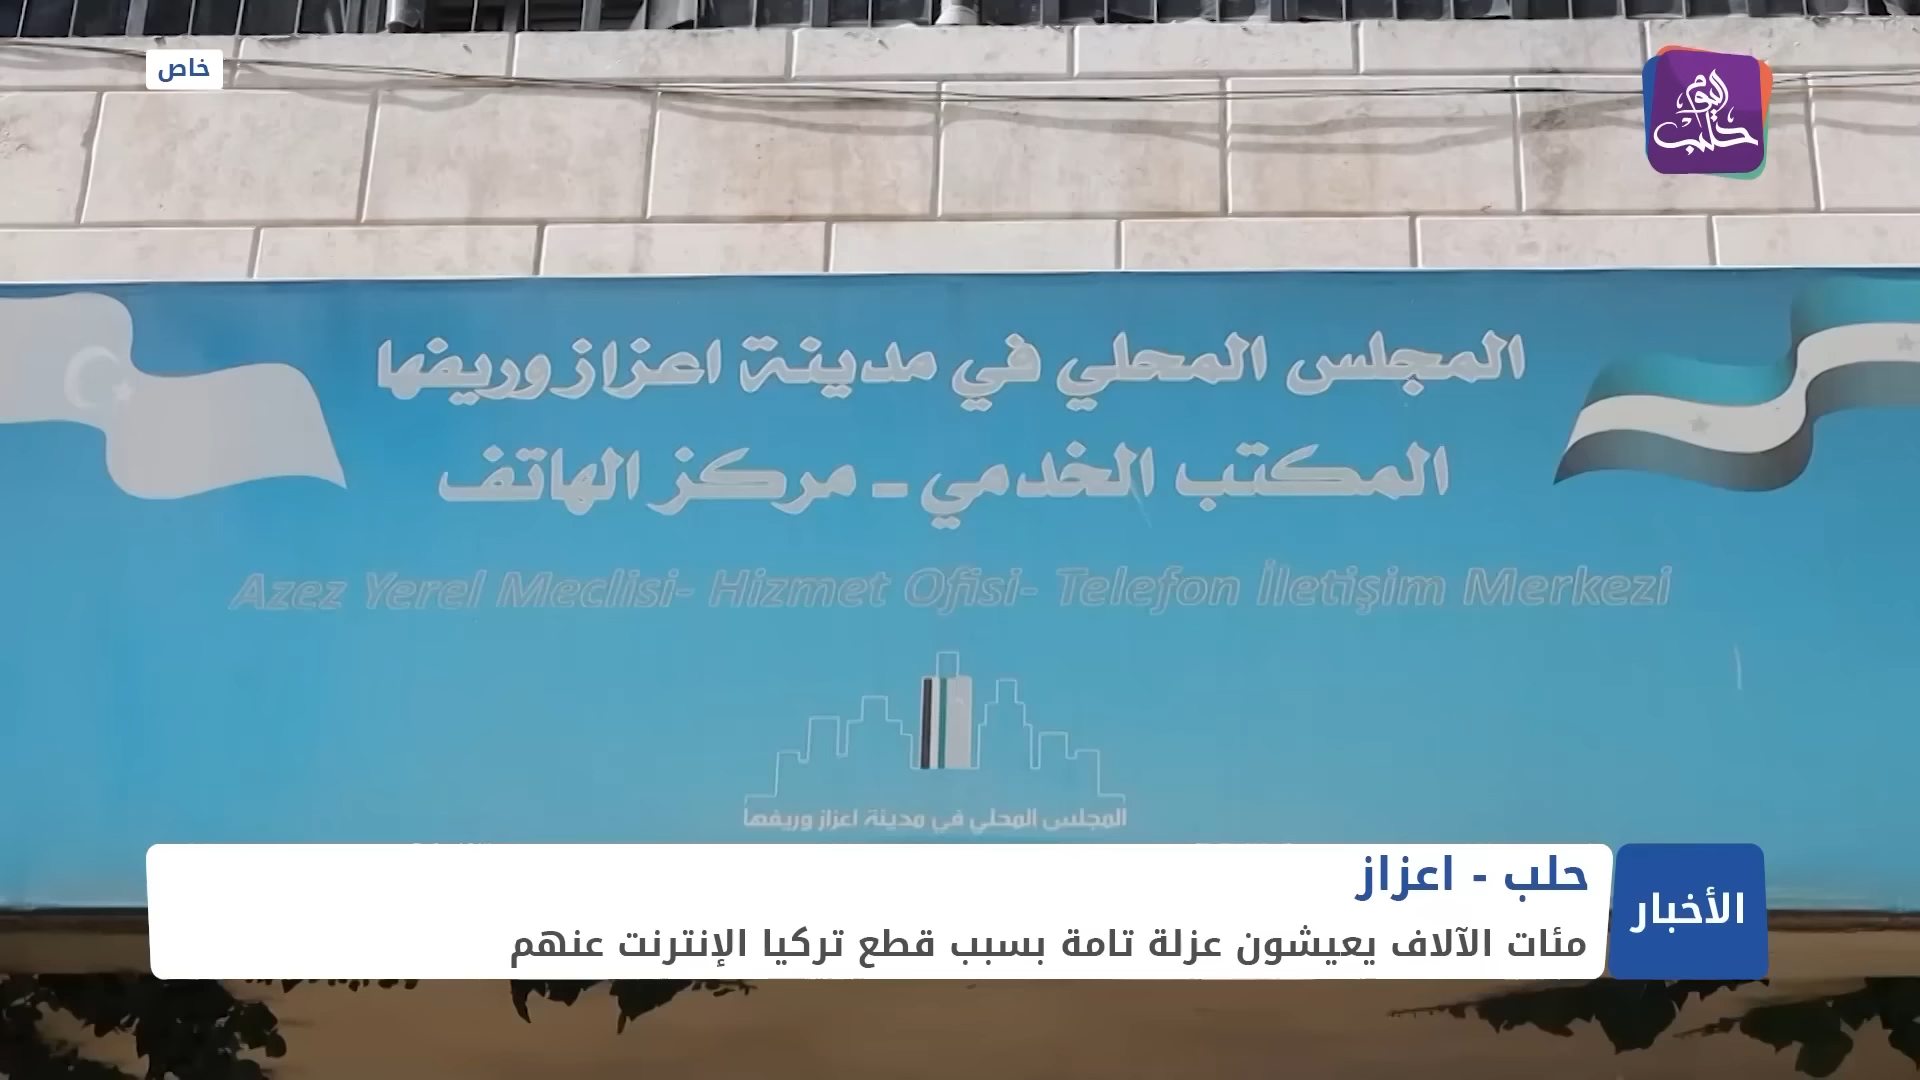 خاص
حلب اليوم
المجلس المحلي في مدينة اعزاز وريفها
المكتب الخدمي - مركز الهاتف
Azez Yerel Meclisi- Hizmet Ofisi- Telefon İletişim Merkezi
المجلس المحلي في مدينة اعزاز وريفها
الأخبار
حلب - اعزاز
مئات الآلاف يعيشون عزلة تامة بسبب قطع تركيا الإنترنت عنهم